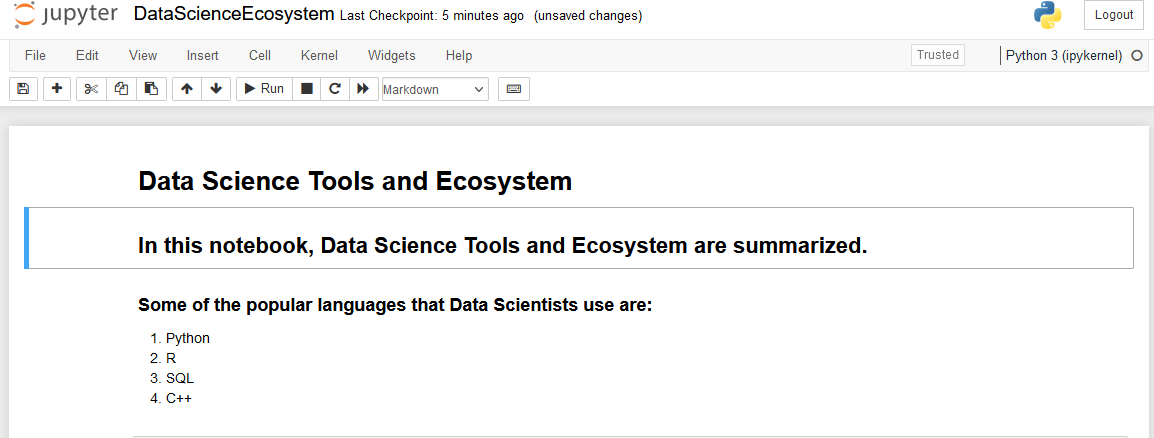 jupyter DataScienceEcosystem Last Checkpoint: 5 minutes ago (unsaved changes) Logout
File Edit View Insert Cell Kernel Widgets Help Trusted Python 3 (ipykernel)
Run Markdown
Data Science Tools and Ecosystem
In this notebook, Data Science Tools and Ecosystem are summarized.
Some of the popular languages that Data Scientists use are:
1. Python
2. R
3. SQL
4. C++